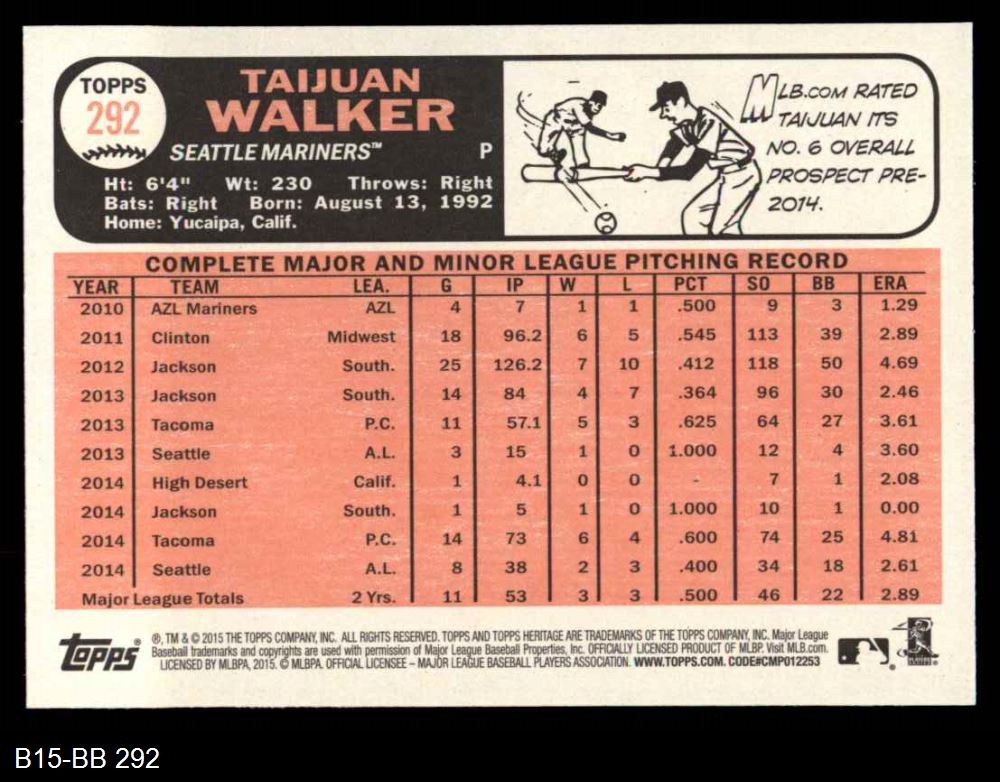 TOPPS
292
TAIJUAN
WALKER
SEATTLE MARINERS™ P
Ht: 6'4" Wt: 230 Throws: Right
Bats: Right Born: August 13, 1992
Home: Yucaipa, Calif.
MLB.COM RATED
TAIJUAN ITS
NO. 6 OVERALL
PROSPECT PRE-
2014.
COMPLETE MAJOR AND MINOR LEAGUE PITCHING RECORD
YEAR TEAM LEA. G IP W L PCT SO BB ERA
2010 AZL Mariners AZL 4 7 1 1 .500 9 3 1.29
2011 Clinton Midwest 18 96.2 6 5 .545 113 39 2.89
2012 Jackson South. 25 126.2 7 10 .412 118 50 4.69
2013 Jackson South. 14 84 4 7 .364 96 30 2.46
2013 Tacoma P.C. 11 57.1 5 3 .625 64 27 3.61
2013 Seattle A.L. 3 15 1 0 1.000 12 4 3.60
2014 High Desert Calif. 1 4.1 0 0 - 7 1 2.08
2014 Jackson South. 1 5 1 0 1.000 10 1 0.00
2014 Tacoma P.C. 14 73 6 4 .600 74 25 4.81
2014 Seattle A.L. 8 38 2 3 .400 34 18 2.61
Major League Totals 2 Yrs. 11 53 3 3 .500 46 22 2.89
Topps®
®, TM & © 2015 THE TOPPS COMPANY, INC. ALL RIGHTS RESERVED. TOPPS AND TOPPS HERITAGE ARE TRADEMARKS OF THE TOPPS COMPANY, INC. Major League
Baseball trademarks and copyrights are used with permission of Major League Baseball Properties, Inc. OFFICIALLY LICENSED PRODUCT OF MLBP. Visit MLB.com.
LICENSED BY MLBPA, 2015. © MLBPA. OFFICIAL LICENSEE – MAJOR LEAGUE BASEBALL PLAYERS ASSOCIATION. WWW.TOPPS.COM. CODE#CMP012253
B15-BB 292